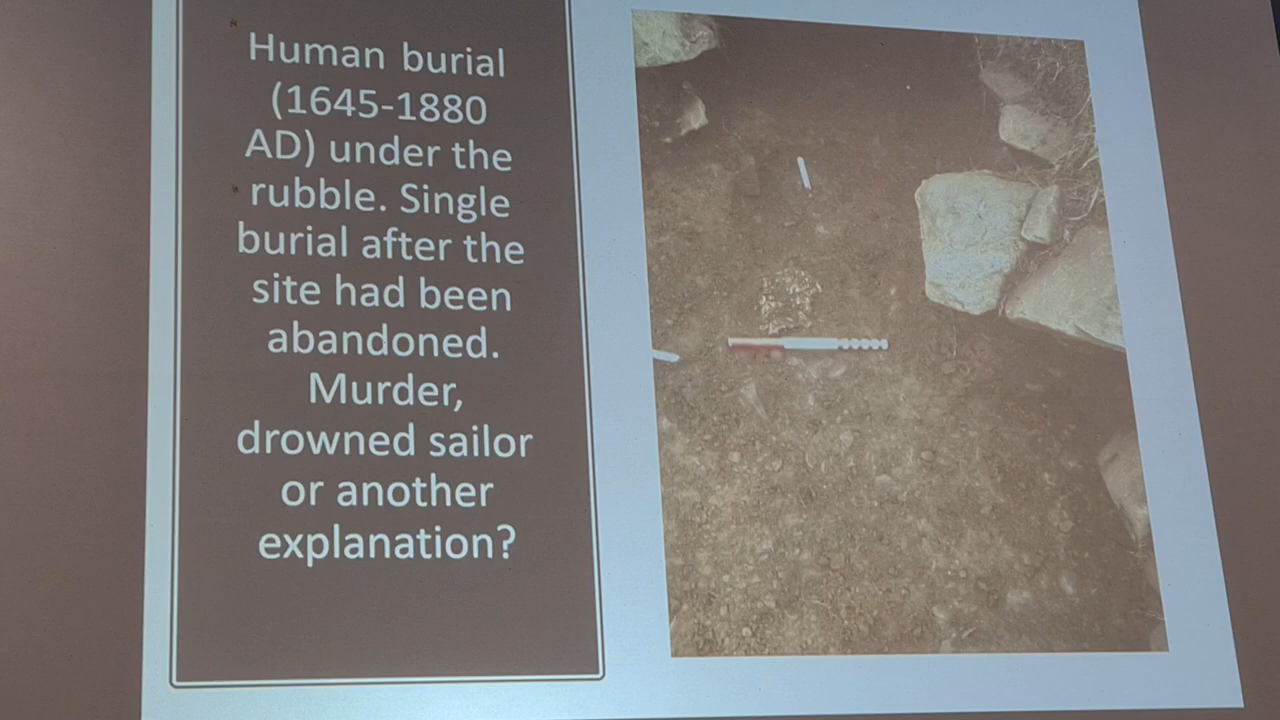 Human burial
(1645-1880
AD) under the
rubble. Single
burial after the
site had been
abandoned.
Murder,
drowned sailor
or another
explanation?